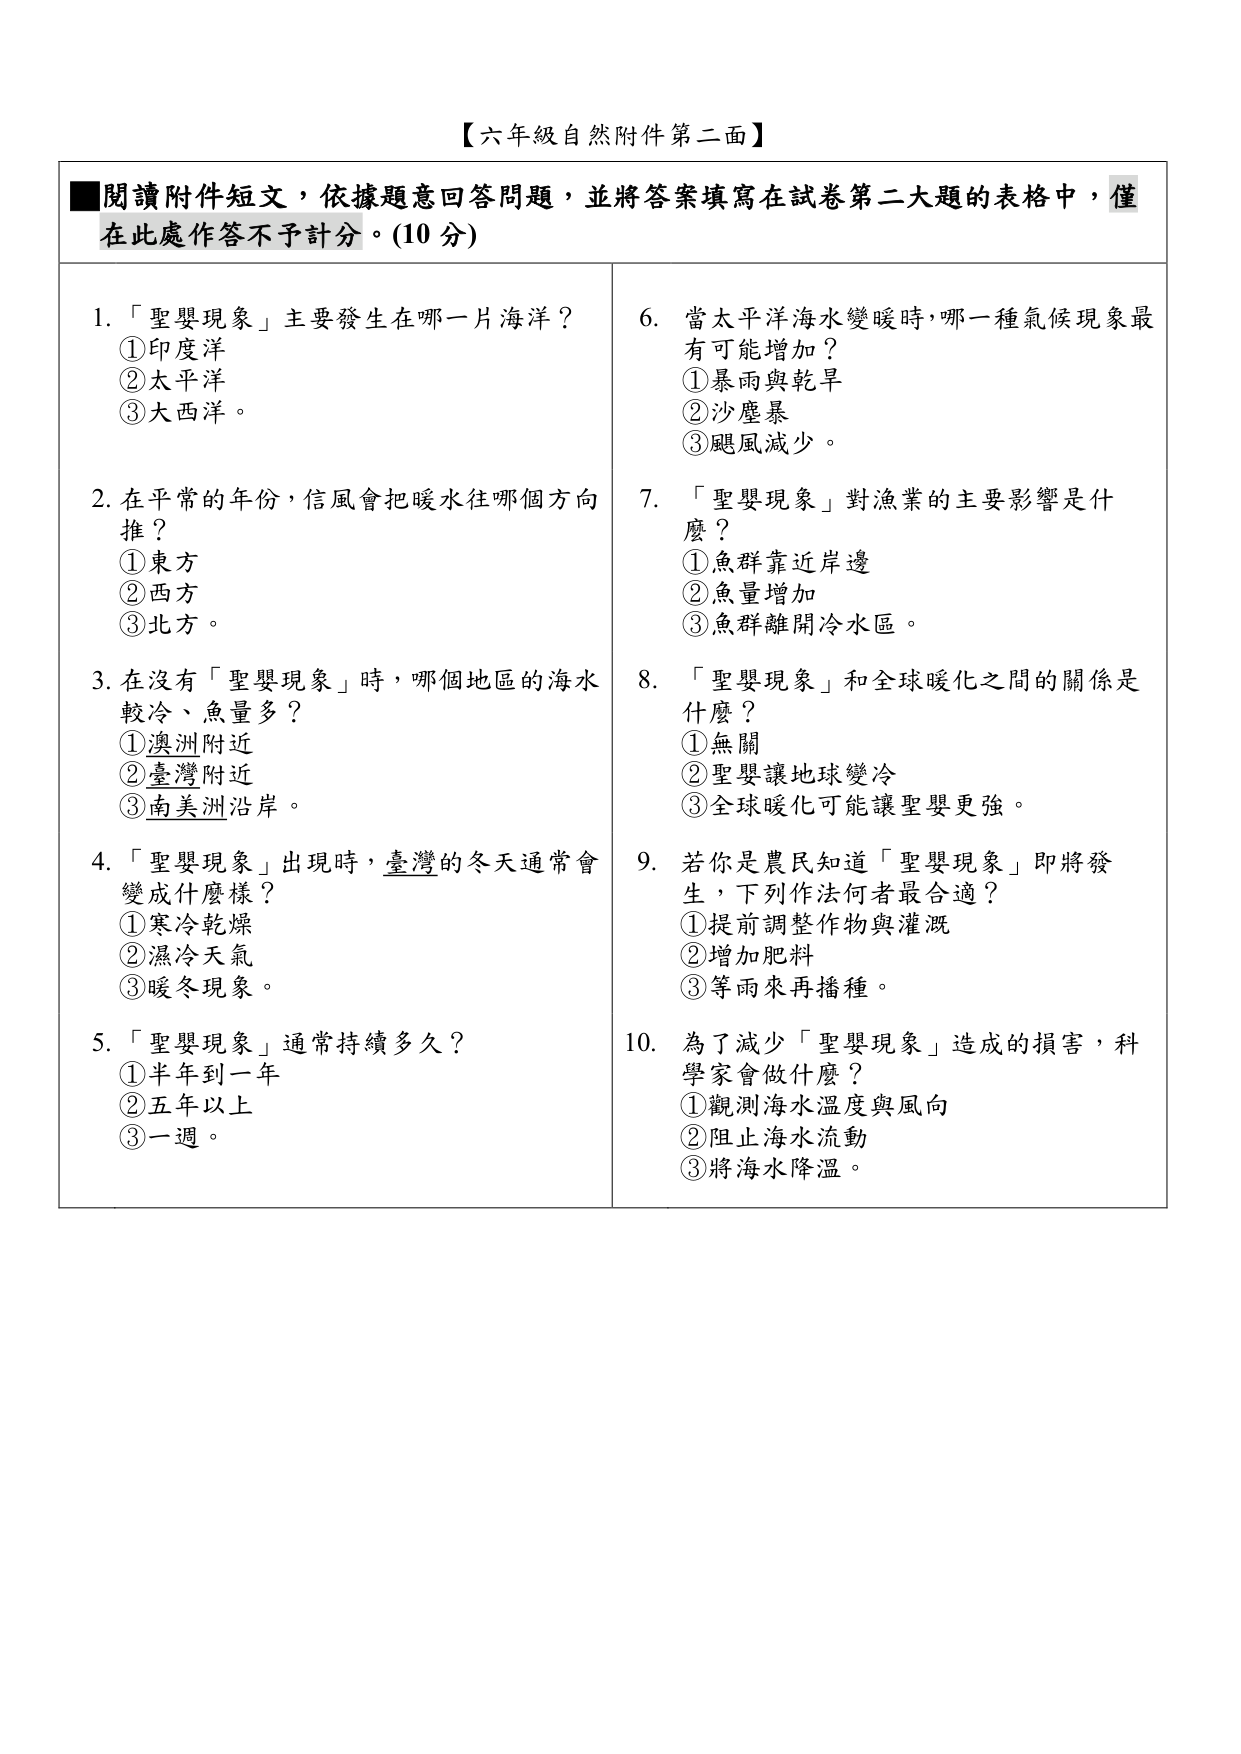 【六年級自然附件第二面】
■閱讀附件短文，依據題意回答問題，並將答案填寫在試卷第二大題的表格中，僅
在此處作答不予計分。(10 分)
1. 「聖嬰現象」主要發生在哪一片海洋？
①印度洋
②太平洋
③大西洋。
2. 在平常的年份，信風會把暖水往哪個方向
推？
①東方
②西方
③北方。
3. 在沒有「聖嬰現象」時，哪個地區的海水
較冷、魚量多？
①澳洲附近
②臺灣附近
③南美洲沿岸。
4. 「聖嬰現象」出現時，臺灣的冬天通常會
變成什麼樣？
①寒冷乾燥
②濕冷天氣
③暖冬現象。
5. 「聖嬰現象」通常持續多久？
①半年到一年
②五年以上
③一週。
6. 當太平洋海水變暖時，哪一種氣候現象最
有可能增加？
①暴雨與乾旱
②沙塵暴
③颶風減少。
7. 「聖嬰現象」對漁業的主要影響是什
麼？
①魚群靠近岸邊
②魚量增加
③魚群離開冷水區。
8. 「聖嬰現象」和全球暖化之間的關係是
什麼？
①無關
②聖嬰讓地球變冷
③全球暖化可能讓聖嬰更強。
9. 若你是農民知道「聖嬰現象」即將發
生，下列作法何者最合適？
①提前調整作物與灌溉
②增加肥料
③等雨來再播種。
10. 為了減少「聖嬰現象」造成的損害，科
學家會做什麼？
①觀測海水溫度與風向
②阻止海水流動
③將海水降溫。